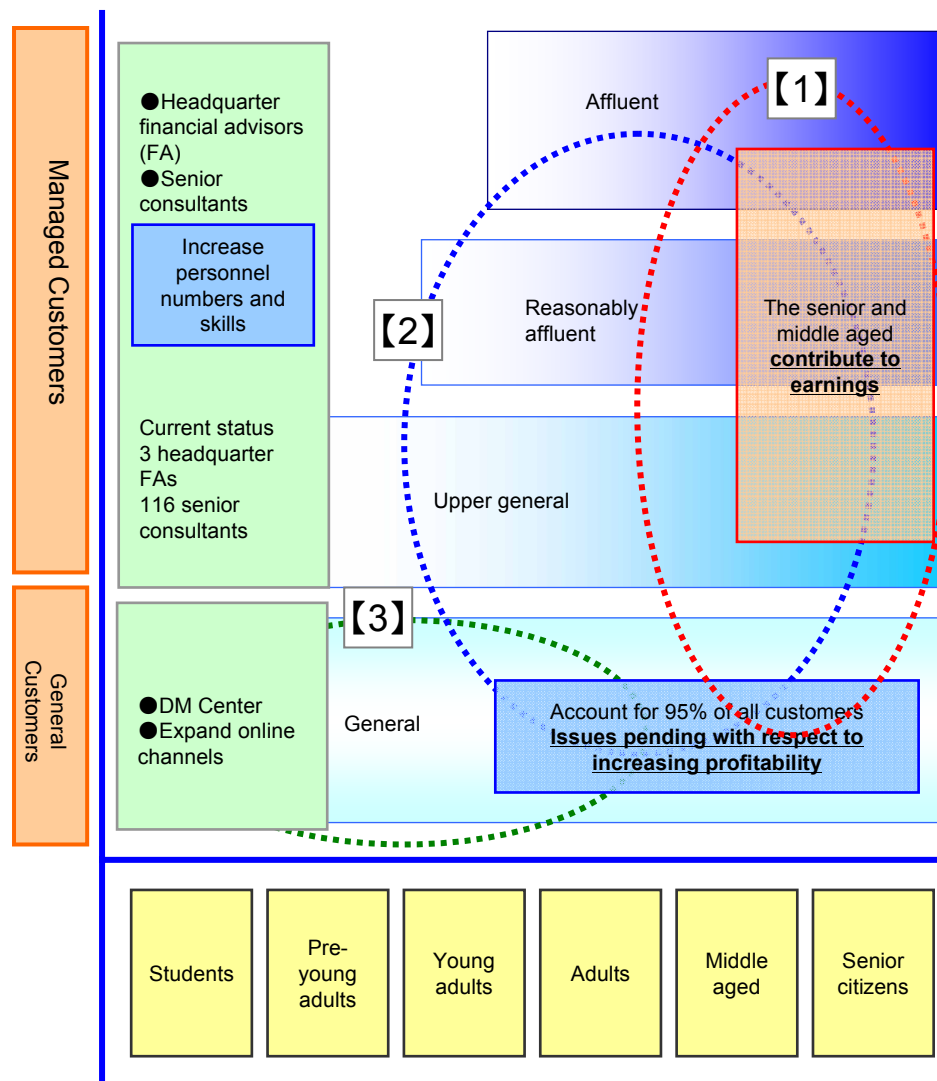 Managed Customers
●Headquarter
financial advisors
(FA)
●Senior
consultants
Increase
personnel
numbers and
skills
Current status
3 headquarter
FAs
116 senior
consultants
【1】
Affluent
【2】
Reasonably
affluent
The senior and
middle aged
contribute to
earnings
Upper general
General
Customers
●DM Center
●Expand online
channels
【3】
General
Account for 95% of all customers
Issues pending with respect to
increasing profitability
Students
Pre-
young
adults
Young
adults
Adults
Middle
aged
Senior
citizens